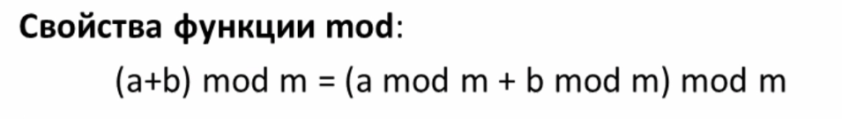 Свойства функции mod:
(a+b) mod m = (a mod m + b mod m) mod m